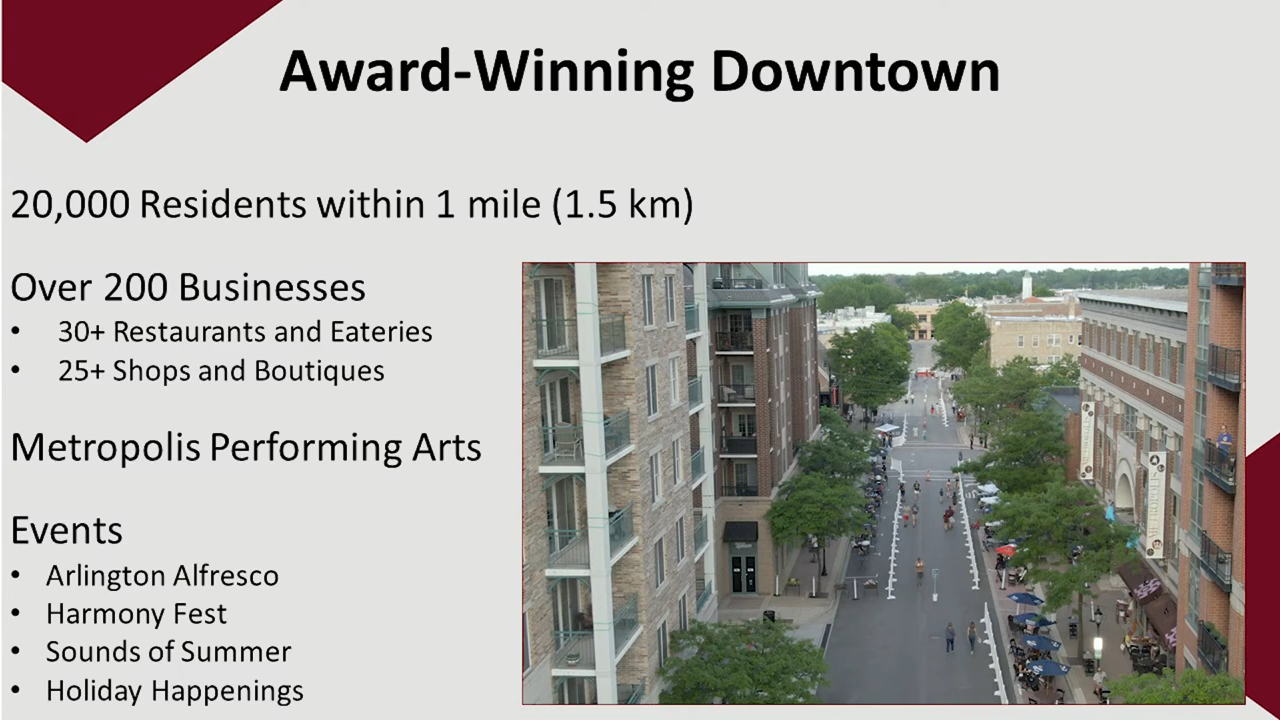 Award-Winning Downtown
20,000 Residents within 1 mile (1.5 km)
Over 200 Businesses
• 30+ Restaurants and Eateries
• 25+ Shops and Boutiques
Metropolis Performing Arts
Events
• Arlington Alfresco
• Harmony Fest
• Sounds of Summer
• Holiday Happenings